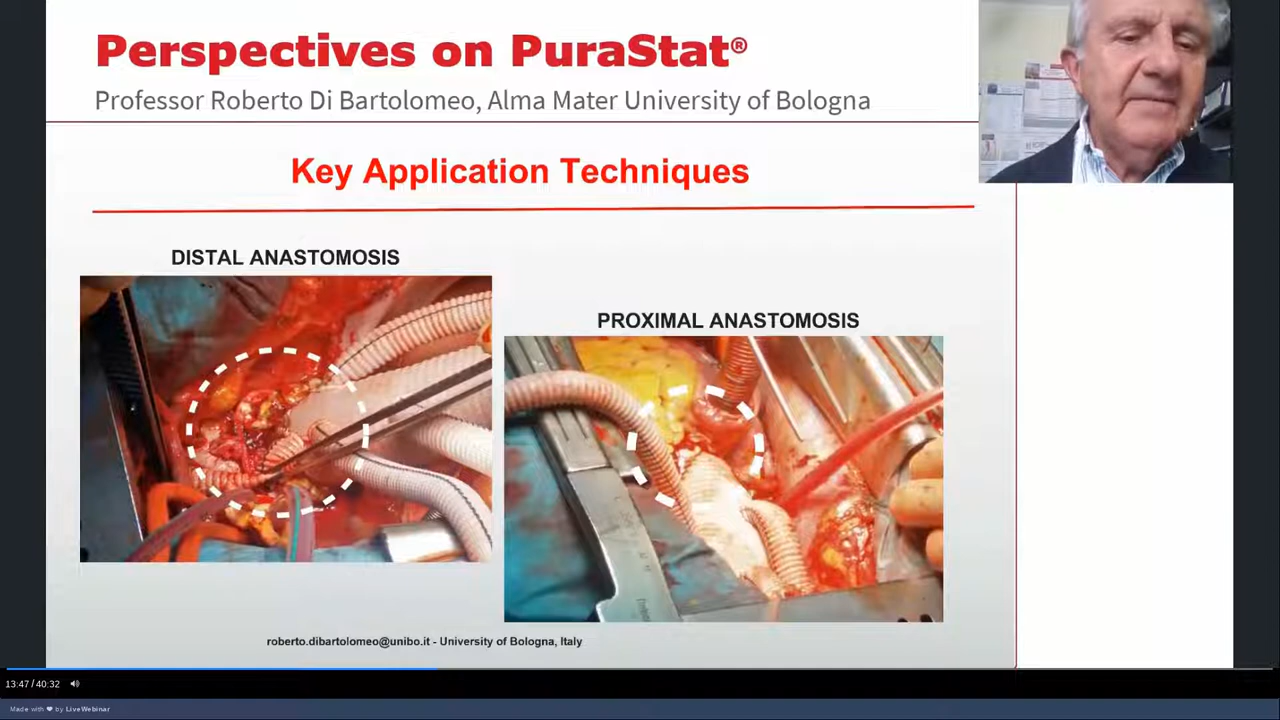 Perspectives on PuraStat®
Professor Roberto Di Bartolomeo, Alma Mater University of Bologna
Key Application Techniques
DISTAL ANASTOMOSIS
PROXIMAL ANASTOMOSIS
roberto.dibartolomeo@unibo.it - University of Bologna, Italy
13:47 / 40:32
Made with ❤ by LiveWebinar